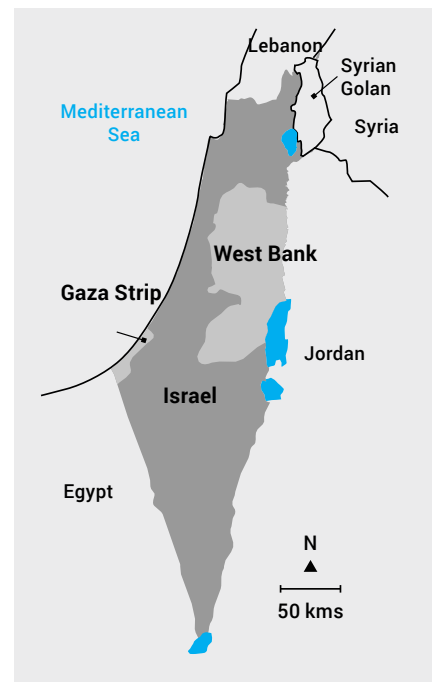 Lebanon
Syrian
Golan
Mediterranean
Sea
Syria
West Bank
Gaza Strip
Jordan
Israel
Egypt
N
50 kms